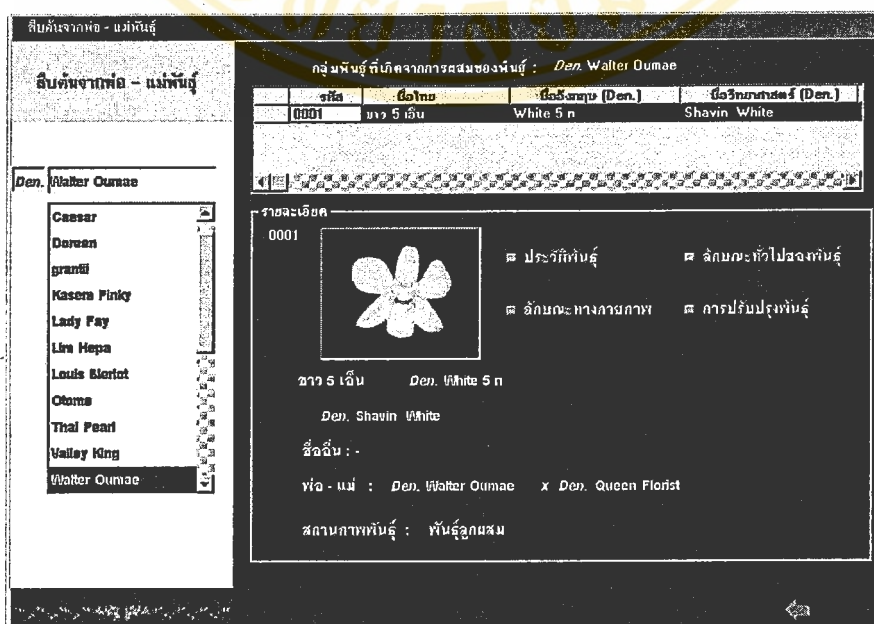 สืบค้นจากพ่อ - แม่พันธุ์
สืบค้นจากพ่อ - แม่พันธุ์
กลุ่มพันธุ์ที่เกิดจากการผสมของพันธุ์ : Den. Walter Oumae
รหัส ชื่อไทย ชื่ออังกฤษ (Den.) ชื่อวิทยาศาสตร์ (Den.)
0001 ขาว 5 เอ็น White 5 n Shavin White
Den. Walter Oumae
Caesar
Doreen
grantii
Kasem Pinky
Lady Fay
Lim Hepa
Louis Bleriot
Otome
Thai Pearl
Valley King
Walter Oumae
รายละเอียด
0001
ประวัติพันธุ์
ลักษณะทั่วไปของพันธุ์
ลักษณะทางกายภาพ
การปรับปรุงพันธุ์
ขาว 5 เอ็น Den. White 5 n
Den. Shavin White
ชื่ออื่น : -
พ่อ - แม่ : Den. Walter Oumae x Den. Queen Florist
สถานภาพพันธุ์ : พันธุ์ลูกผสม